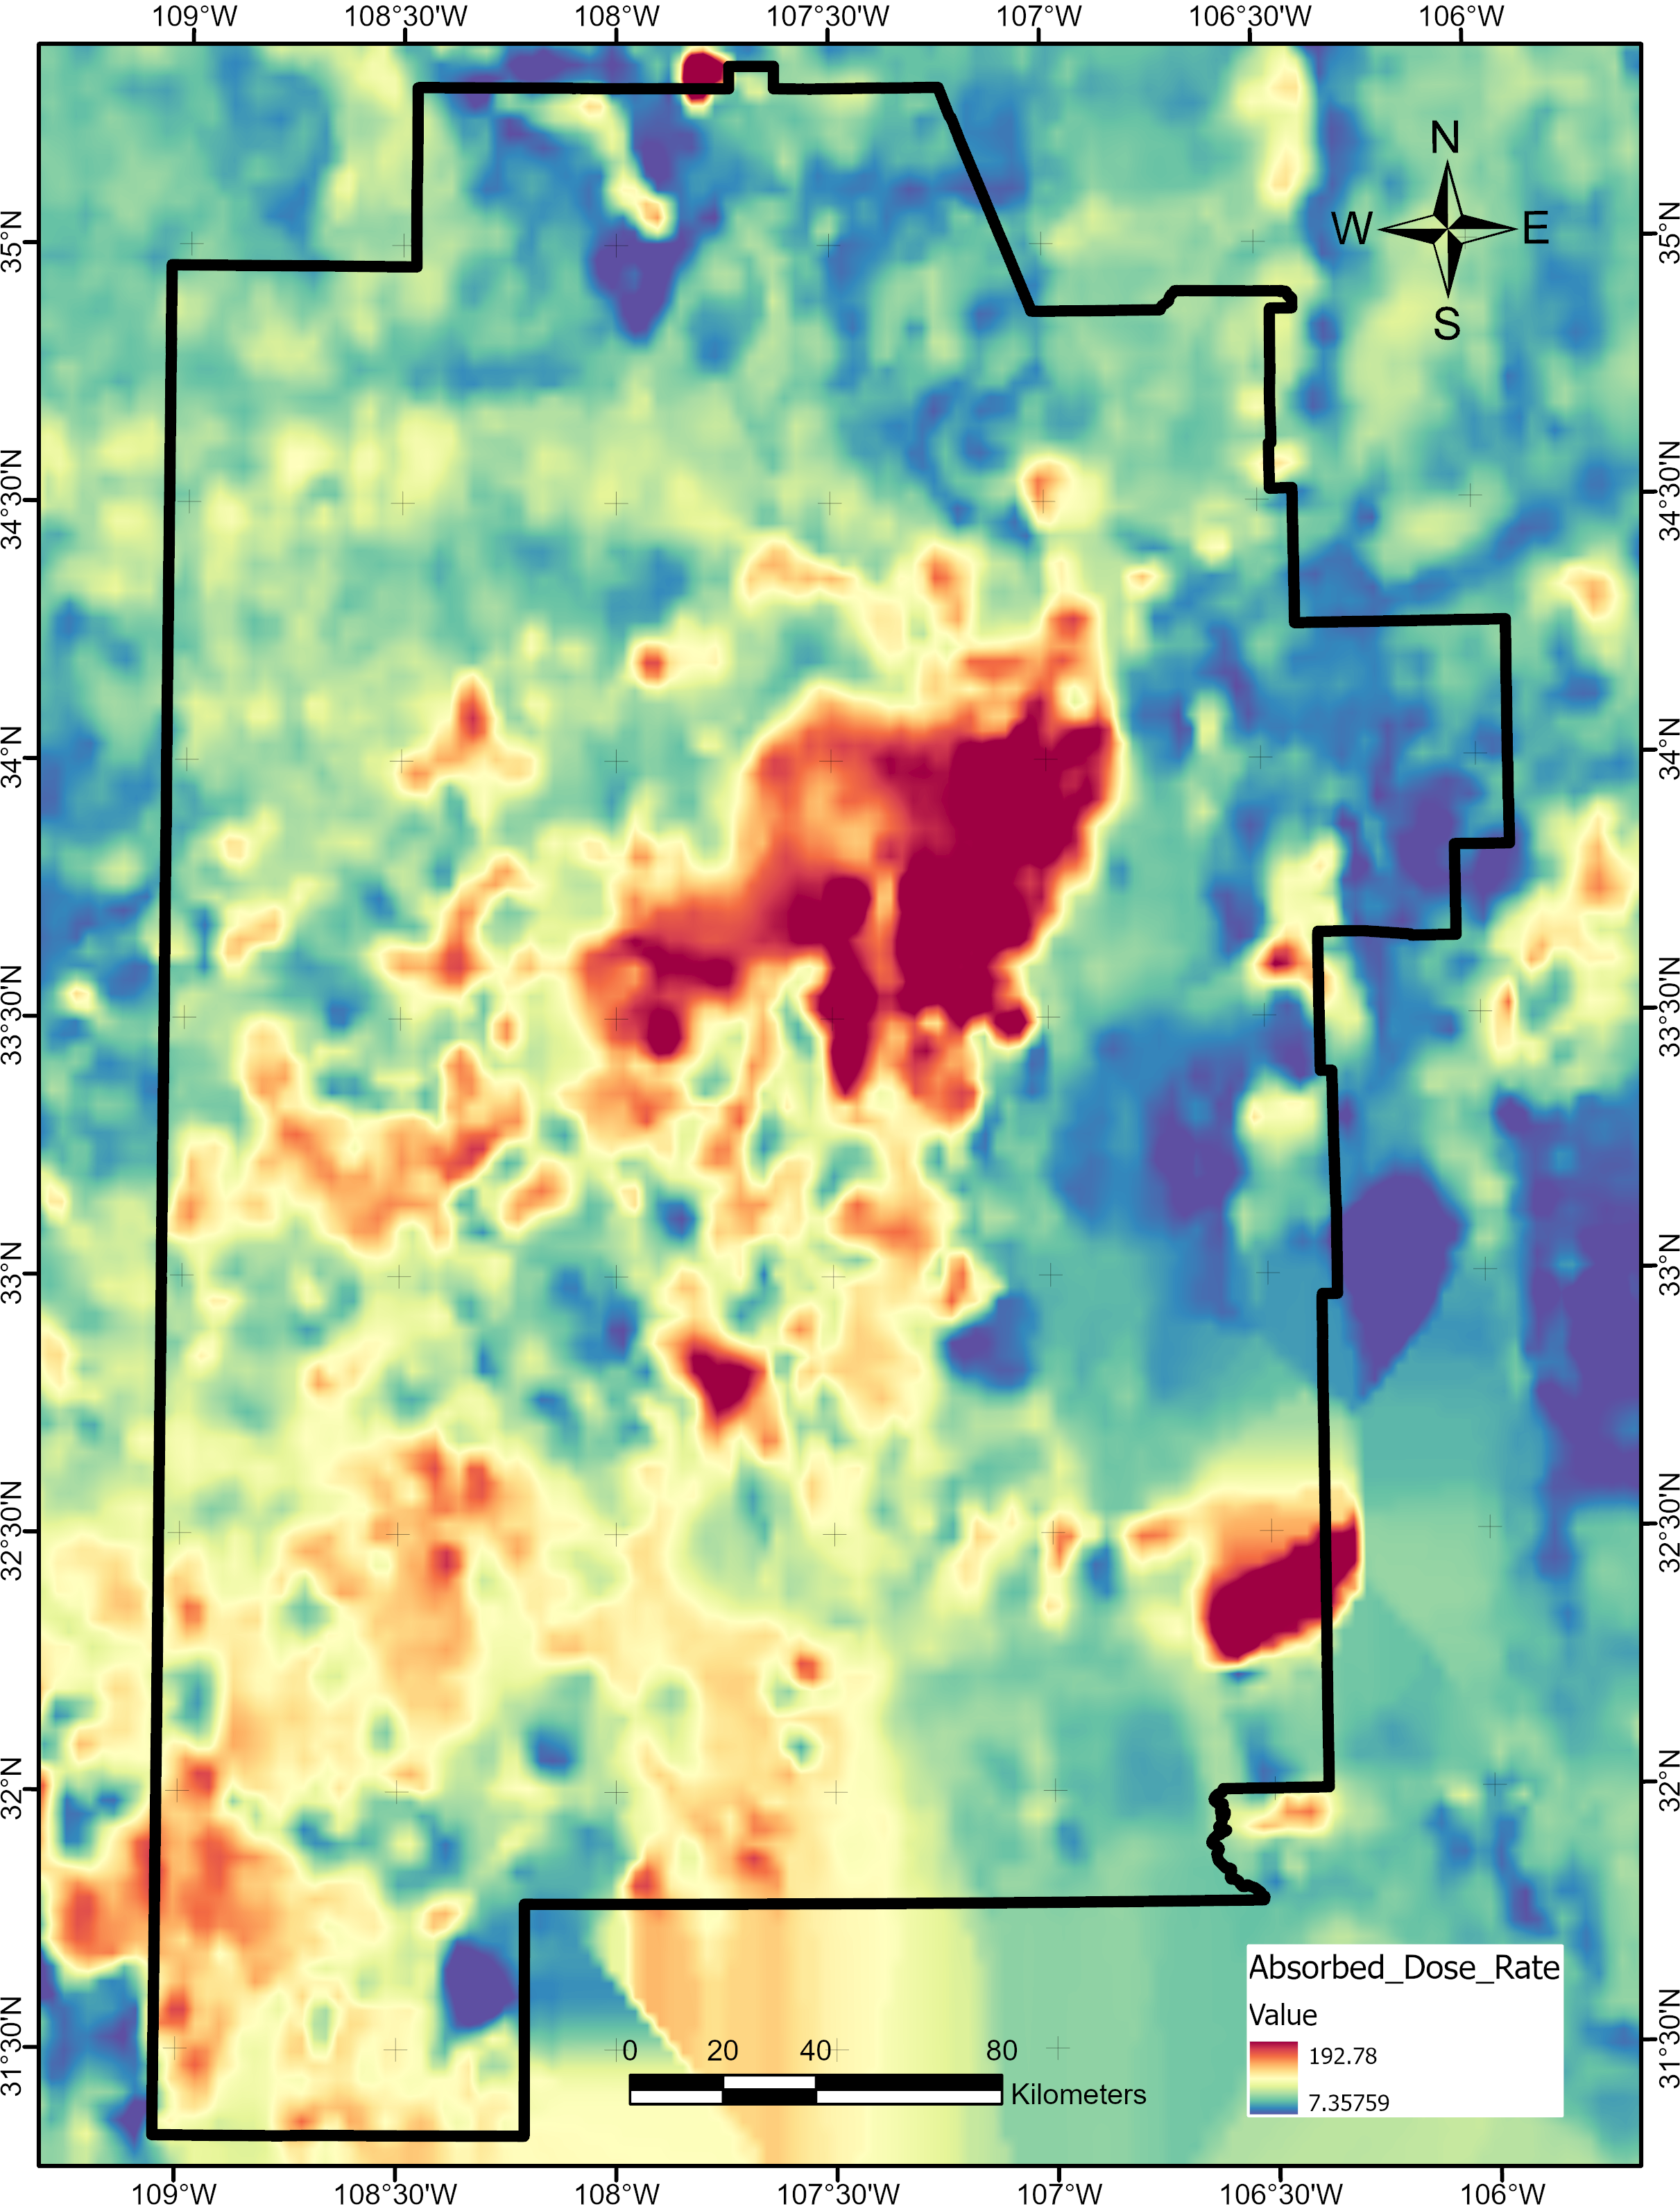 109°W 108°30'W 108°W 107°30'W 107°W 106°30'W 106°W
N
W E
S
35°N 35°N
34°30'N 34°30'N
34°N 34°N
33°30'N 33°30'N
33°N 33°N
32°30'N 32°30'N
32°N 32°N
31°30'N 31°30'N
Absorbed_Dose_Rate
Value
192.78
7.35759
0 20 40 80
Kilometers
109°W 108°30'W 108°W 107°30'W 107°W 106°30'W 106°W